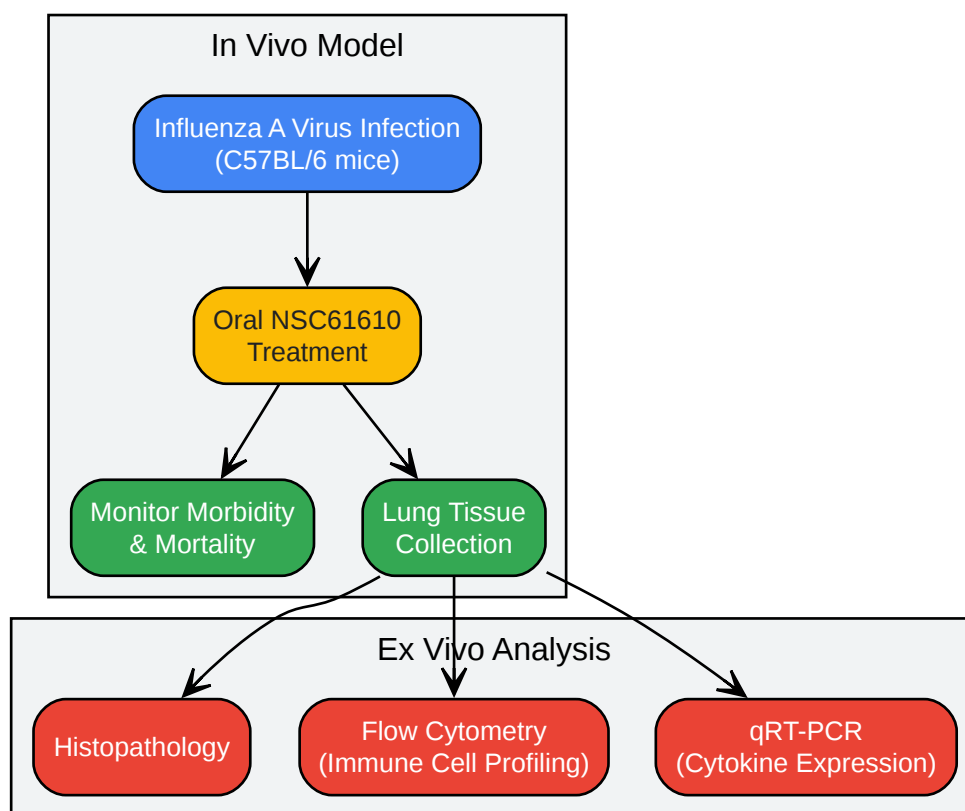 In Vivo Model
Influenza A Virus Infection
(C57BL/6 mice)
Oral NSC61610
Treatment
Monitor Morbidity
& Mortality
Lung Tissue
Collection
Ex Vivo Analysis
Histopathology
Flow Cytometry
(Immune Cell Profiling)
qRT-PCR
(Cytokine Expression)